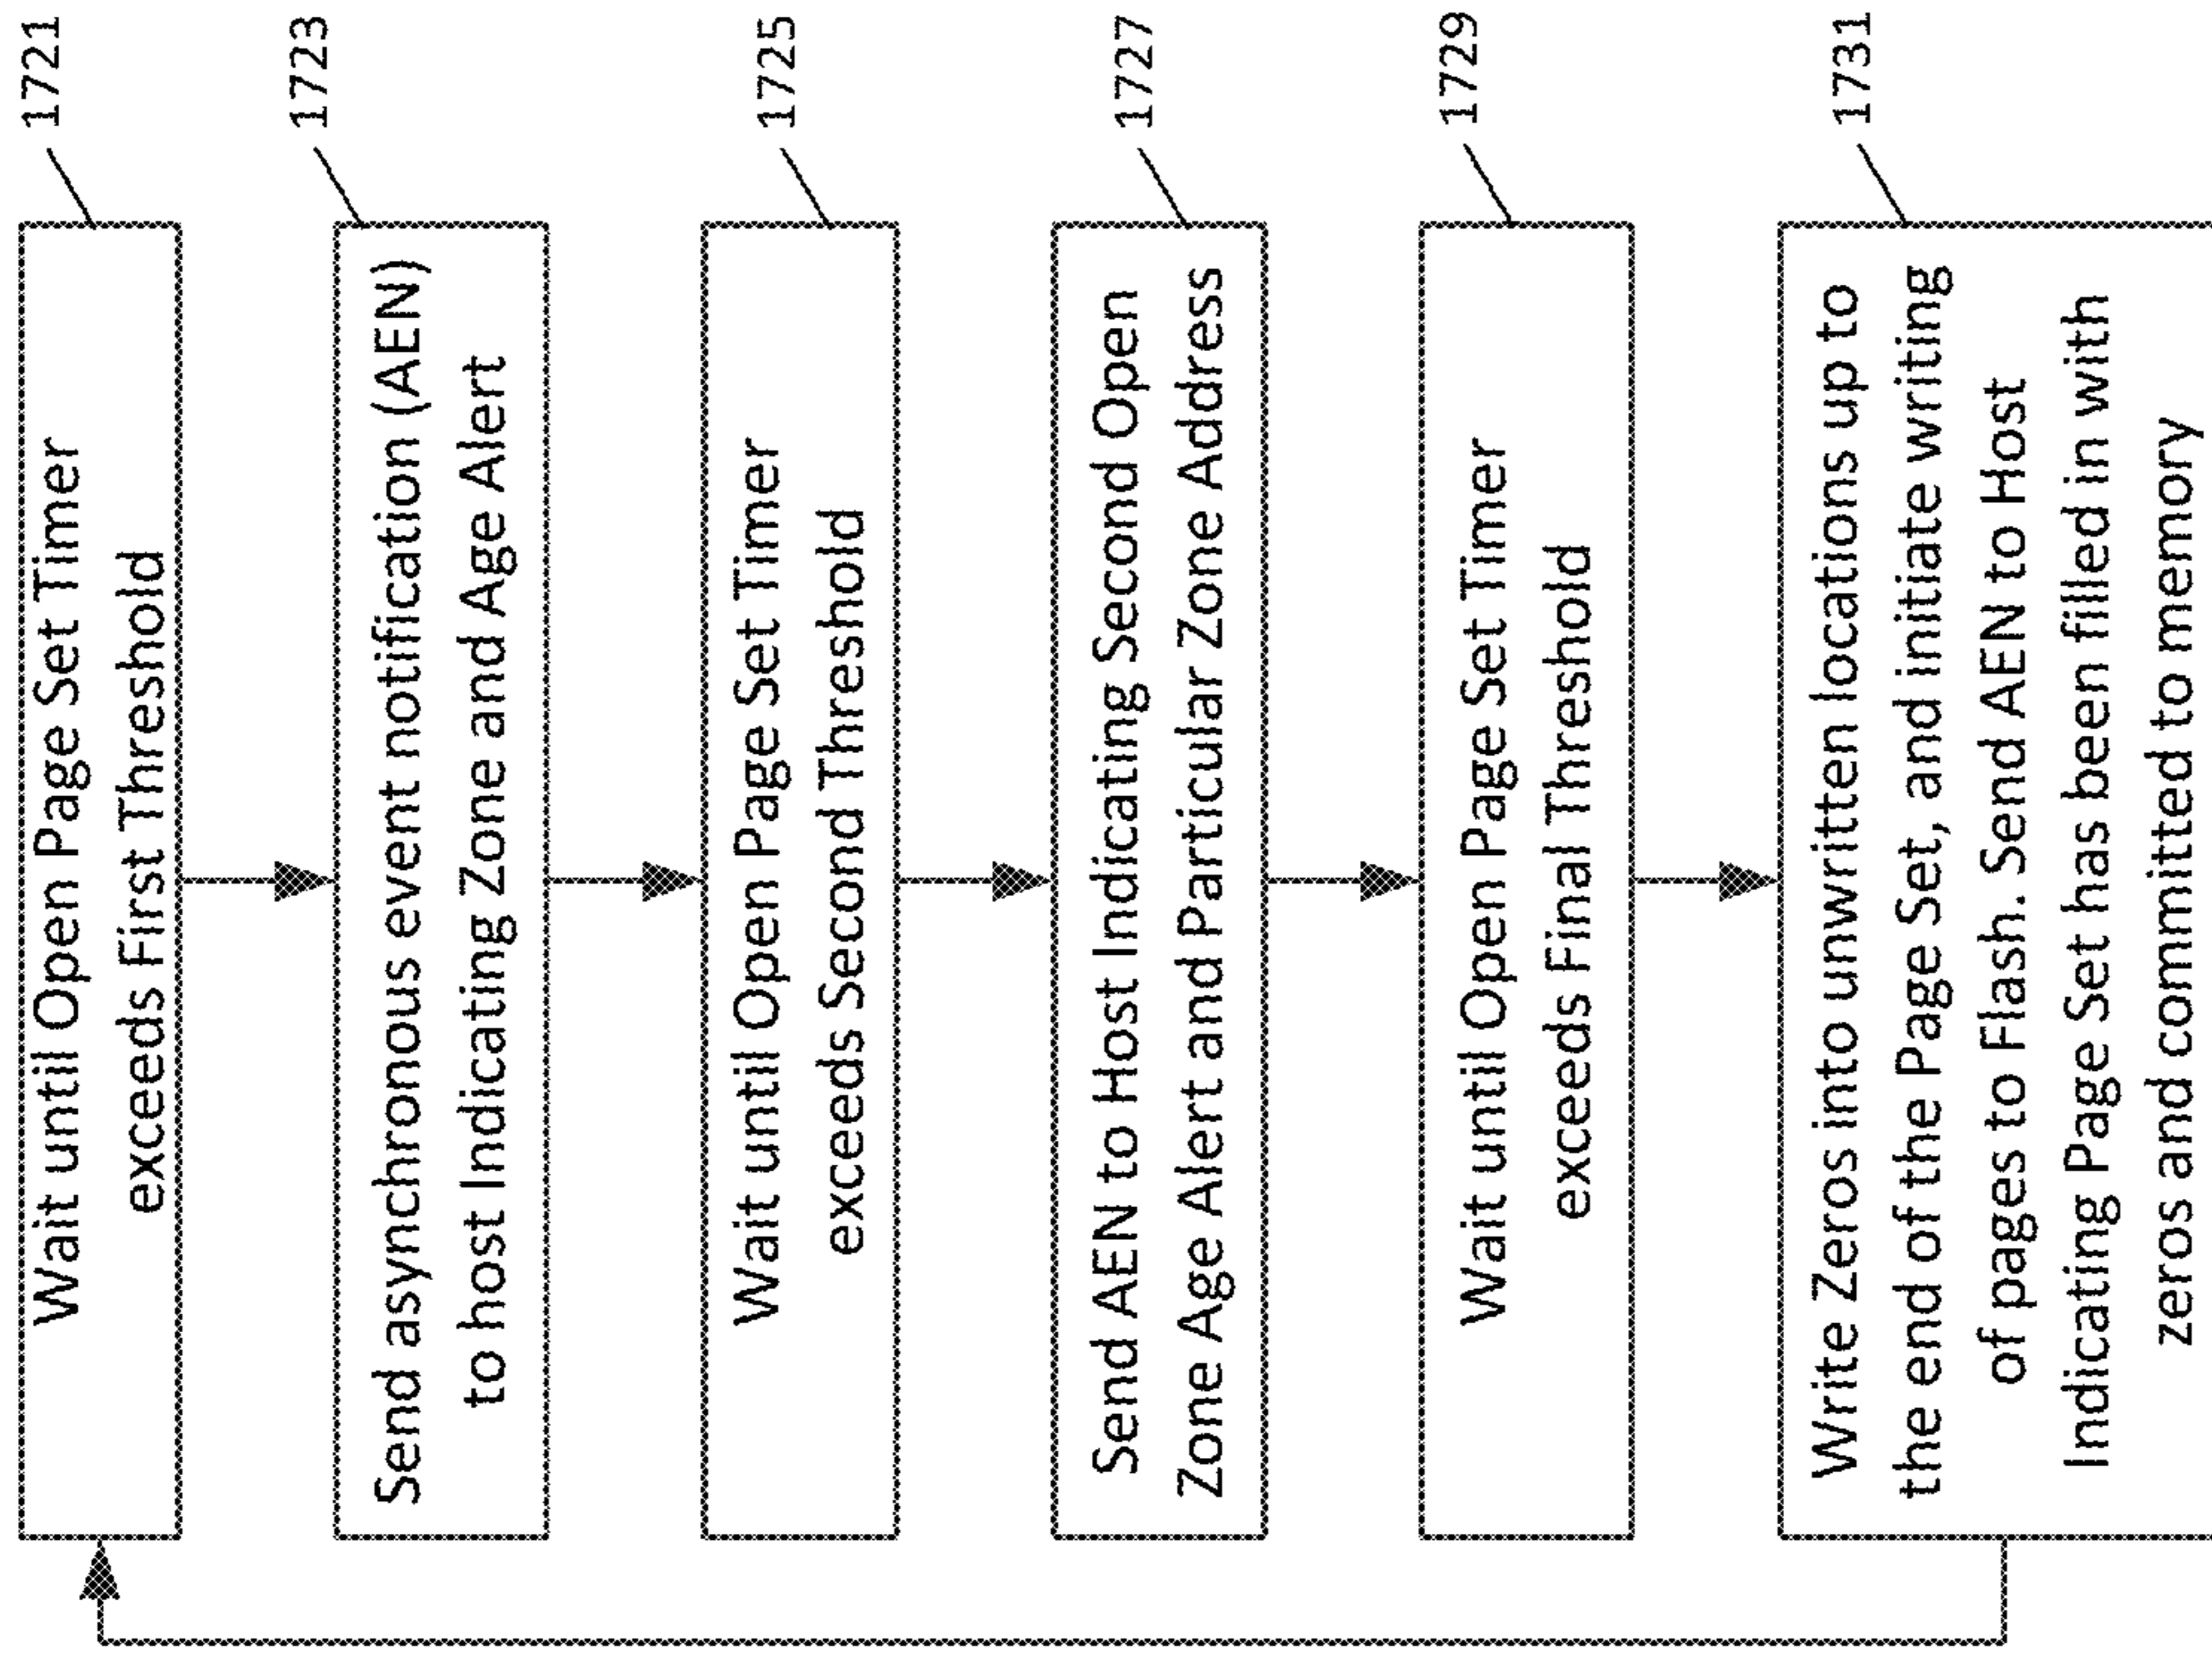 Wait until Open Page Set Timer
exceeds First Threshold
1721
Send asynchronous event notification (AEN)
to host Indicating Zone and Age Alert
1723
Wait until Open Page Set Timer
exceeds Second Threshold
1725
Send AEN to Host Indicating Second Open
Zone Age Alert and Particular Zone Address
1727
Wait until Open Page Set Timer
exceeds Final Threshold
1729
Write Zeros into unwritten locations up to
the end of the Page Set, and initiate writing
of pages to Flash. Send AEN to Host
Indicating Page Set has been filled in with
zeros and committed to memory
1731